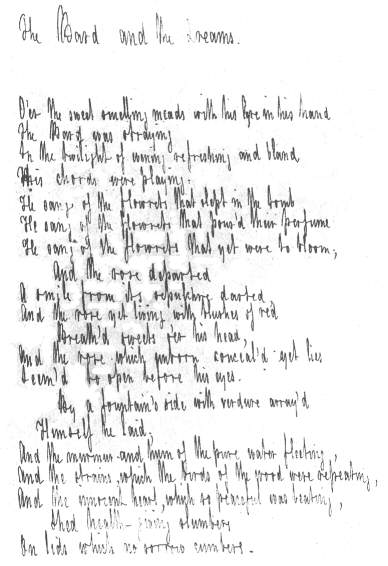 The Bard and the Dreams.
O'er the sweet smelling meads with his lyre in his hand
The Bard was straying
In the twilight of evening refreshing and bland
His chords were playing.
He sang of the flowrets that slept in the tomb
He sang of the flowrets that pour'd their perfume
He sang of the flowrets that yet were to bloom,
And the rose departed
A smile from its sepulchre darted
And the rose yet living with blushes of red
Breath'd sweets o'er his head,
And the rose which unborn conceal'd yet lies
Seem'd to open before his eyes.
By a fountain's side with verdure array'd
Himself he laid,
And the murmur and hum of the pure water fleeting,
And the strains, which the birds of the wood were repeating,
And the innocent heart, which so peaceful was beating,
Shed health-giving slumbers
On lids which no sorrow cumbers.